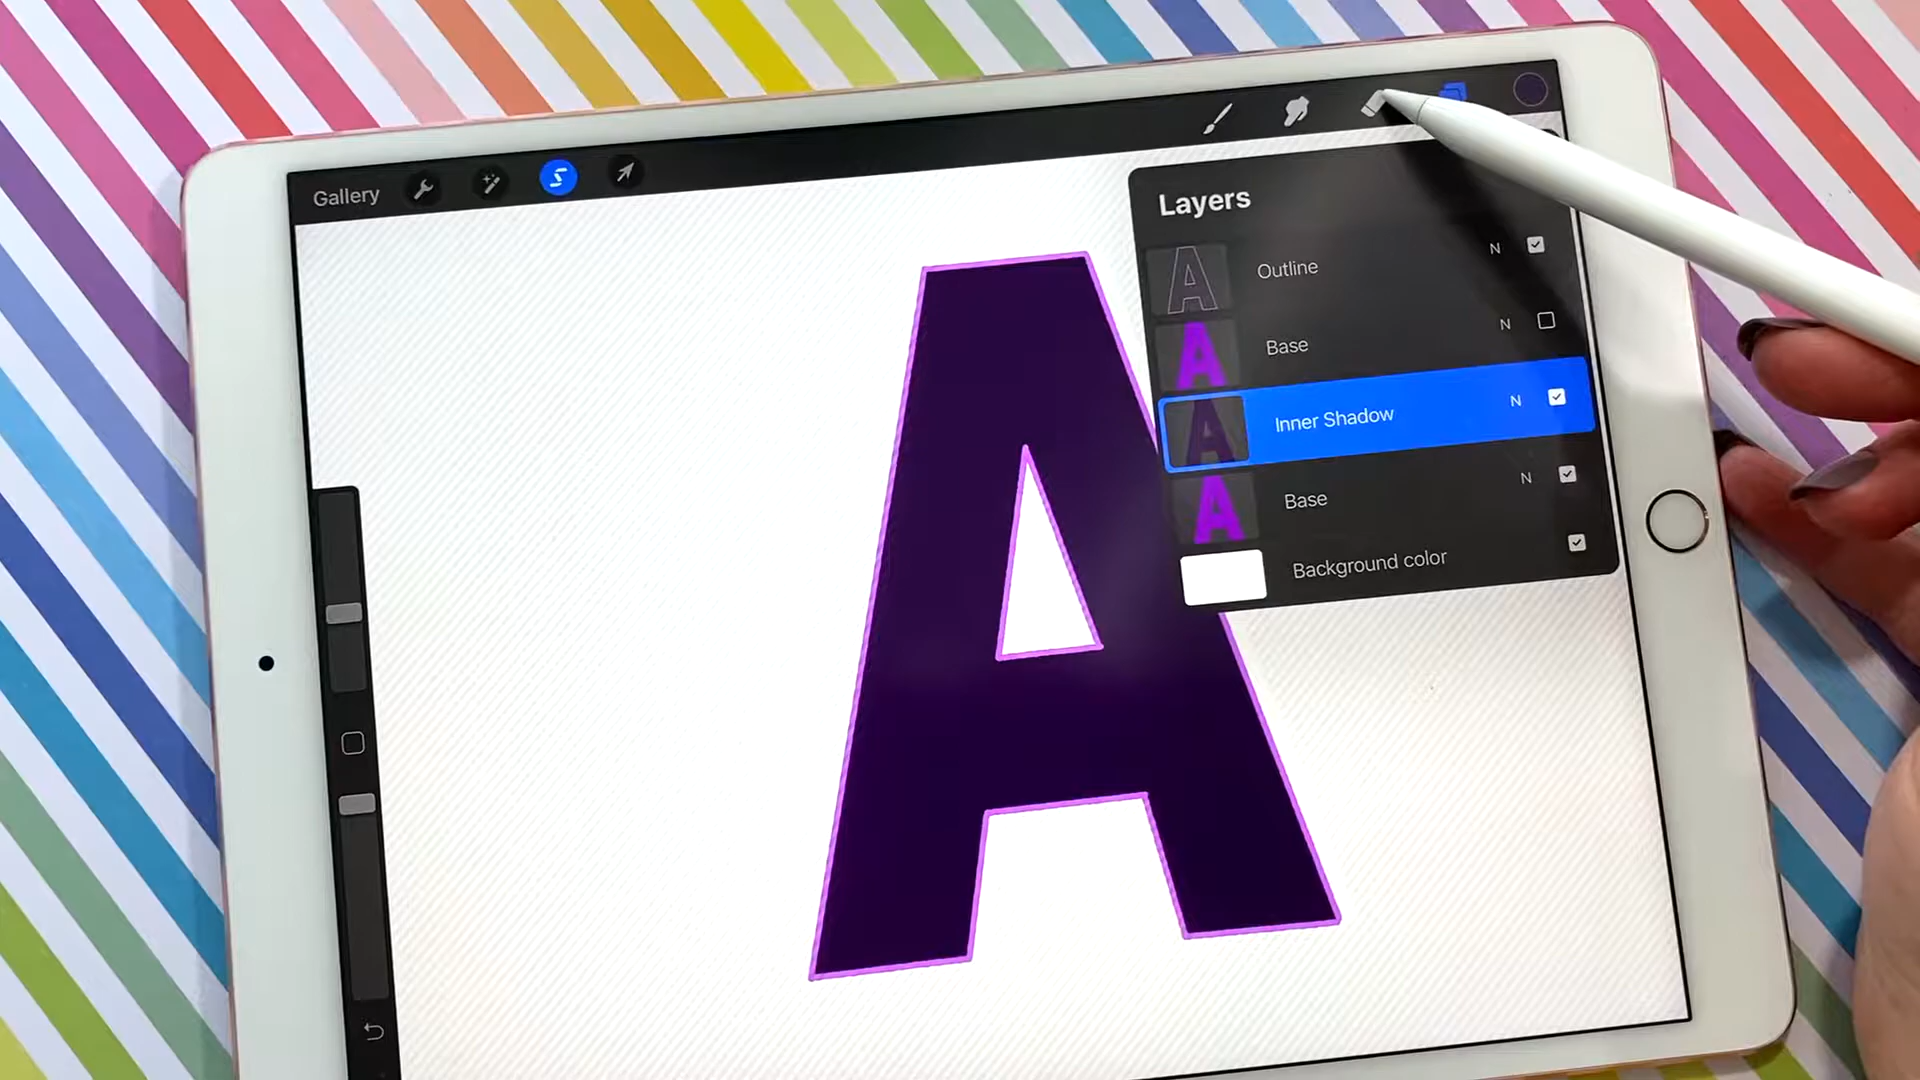 Gallery
Layers
Outline N
Base N
Inner Shadow N
Base N
Background color
A